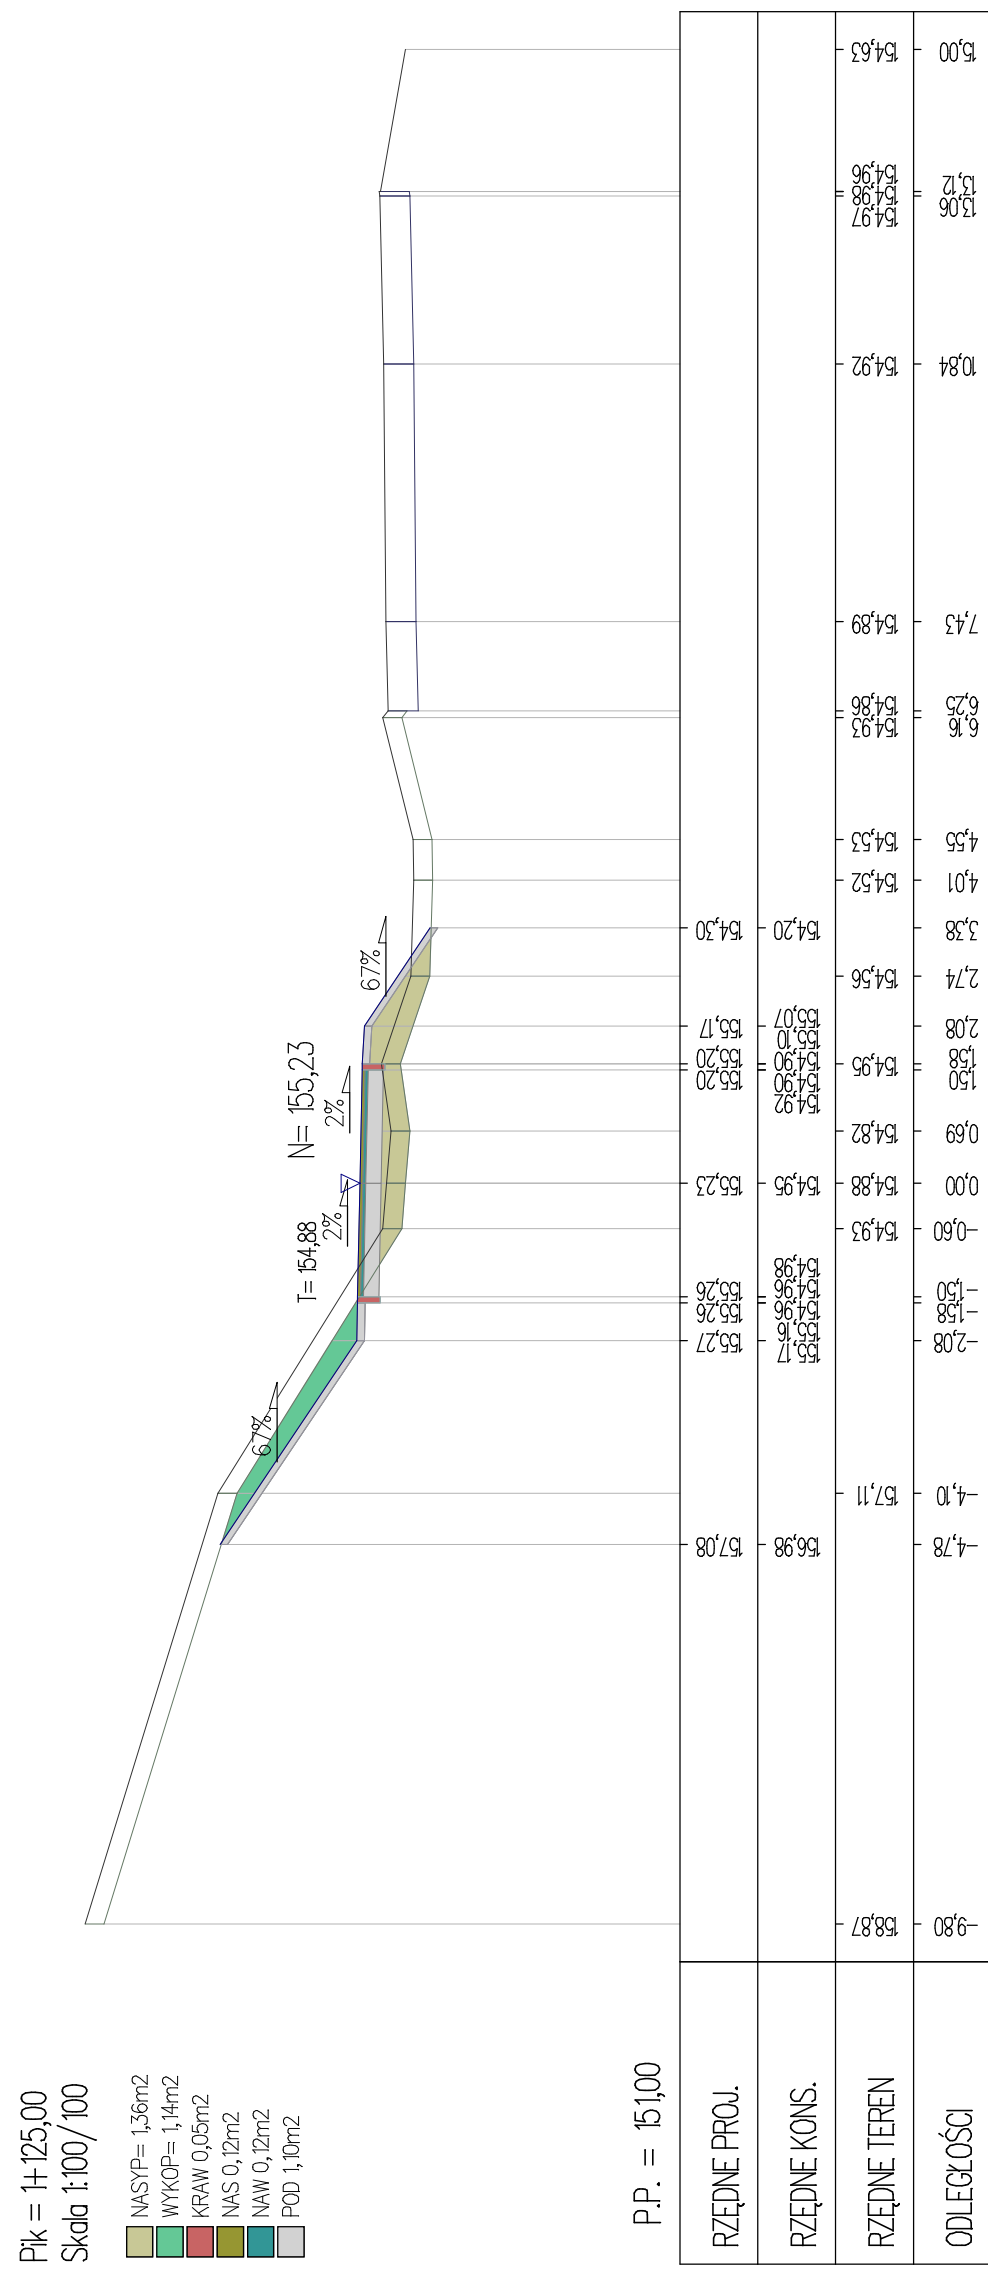 Pik = 1+125,00
Skala 1:100/100
NASYP= 1,36m2
WYKOP= 1,14m2
KRAW 0,05m2
NAS 0,12m2
NAW 0,12m2
POD 1,10m2
67%
T= 154,88
N= 155,23
2%
2%
67%
P.P. = 151,00
RZĘDNE PROJ.
157,08 155,27 155,26 155,26 155,23 155,20 155,20 155,17 154,30
RZĘDNE KONS.
156,98 155,17 155,16 154,96 154,96 154,98 154,95 154,92 154,90 154,90 155,10 155,07 154,20
RZĘDNE TEREN
158,87 157,11 154,93 154,88 154,82 154,95 154,56 154,52 154,53 154,93 154,86 154,89 154,92 154,97 154,98 154,96 154,63
ODLEGŁOŚCI
-9,80 -4,78 -4,10 -2,08 -1,58 -1,50 -0,60 0,00 0,69 1,50 1,58 2,08 2,74 3,38 4,01 4,55 6,16 6,25 7,43 10,84 13,06 13,12 15,00